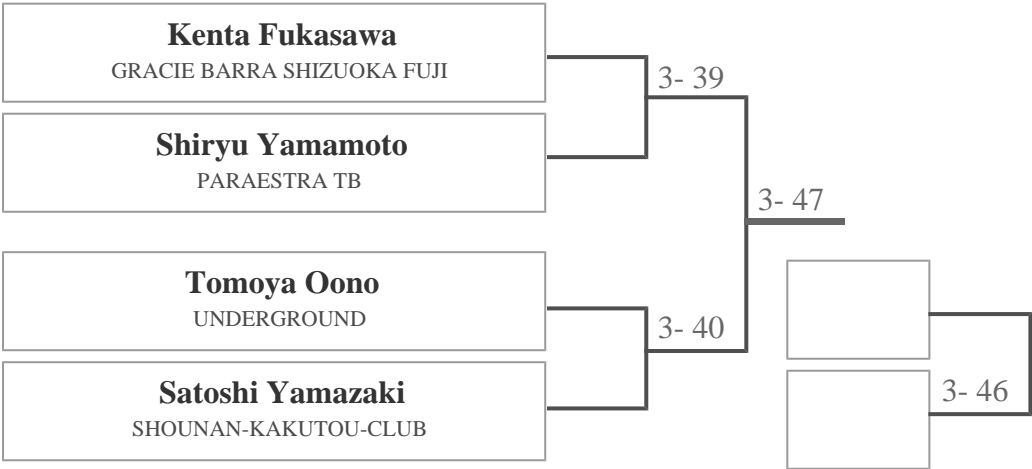 Kenta Fukasawa
GRACIE BARRA SHIZUOKA FUJI
3- 39
Shiryu Yamamoto
PARAESTRA TB
3- 47
Tomoya Oono
UNDERGROUND
3- 40
Satoshi Yamazaki
SHOUNAN-KAKUTOU-CLUB
3- 46